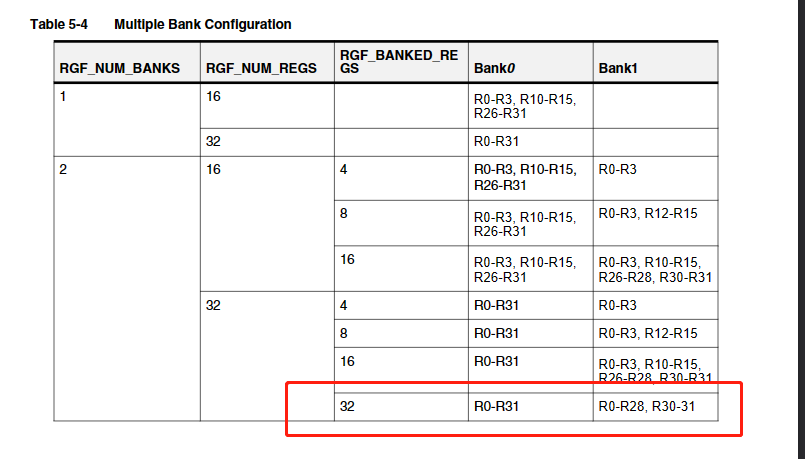 Table 5-4 Multiple Bank Configuration
RGF_NUM_BANKS RGF_NUM_REGS RGF_BANKED_RE
GS Bank0 Bank1
1 16 R0-R3, R10-R15,
R26-R31
32 R0-R31
2 16 4 R0-R3, R10-R15,
R26-R31 R0-R3
8 R0-R3, R10-R15,
R26-R31 R0-R3, R12-R15
16 R0-R3, R10-R15,
R26-R31 R0-R3, R10-R15,
R26-R28, R30-R31
32 4 R0-R31 R0-R3
8 R0-R31 R0-R3, R12-R15
16 R0-R31 R0-R3, R10-R15,
R26-R28, R30-R31
32 R0-R31 R0-R28, R30-31